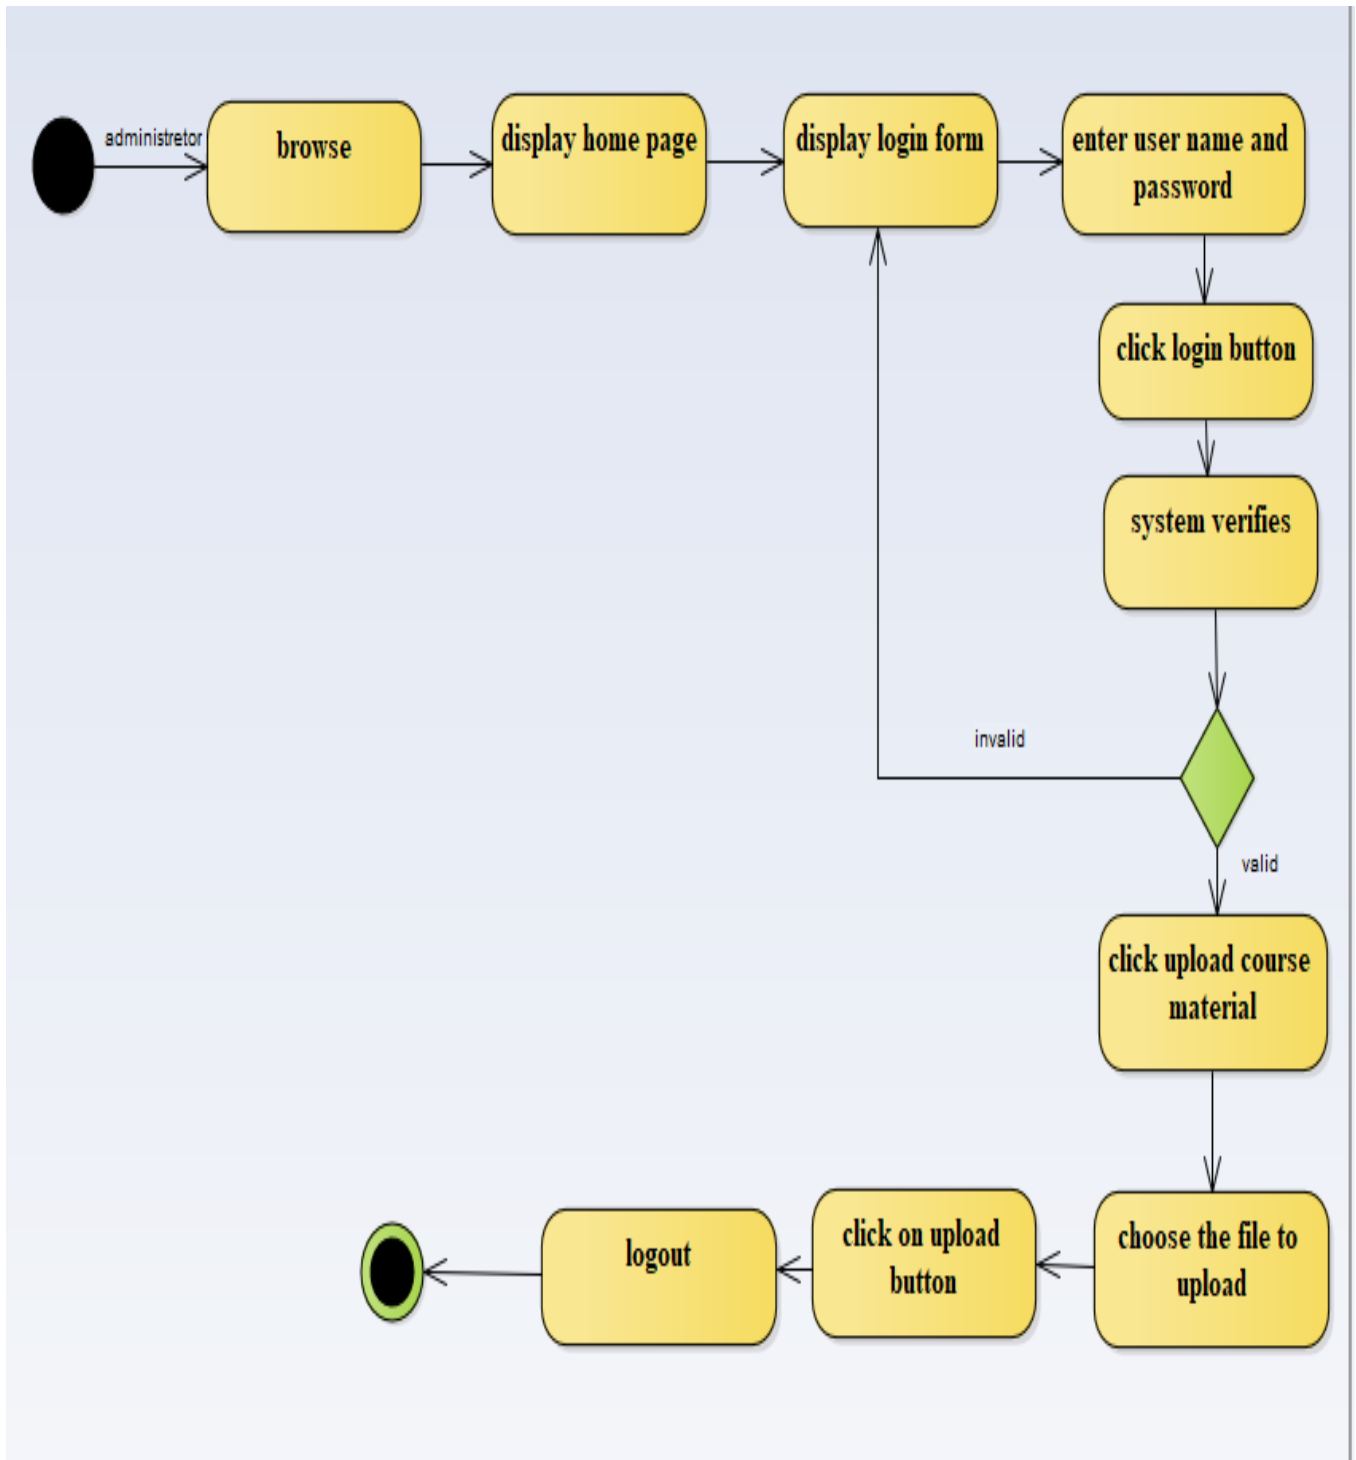 administretor
browse
display home page
display login form
enter user name and
password
click login button
system verifies
invalid
valid
click upload course
material
choose the file to
upload
click on upload
button
logout